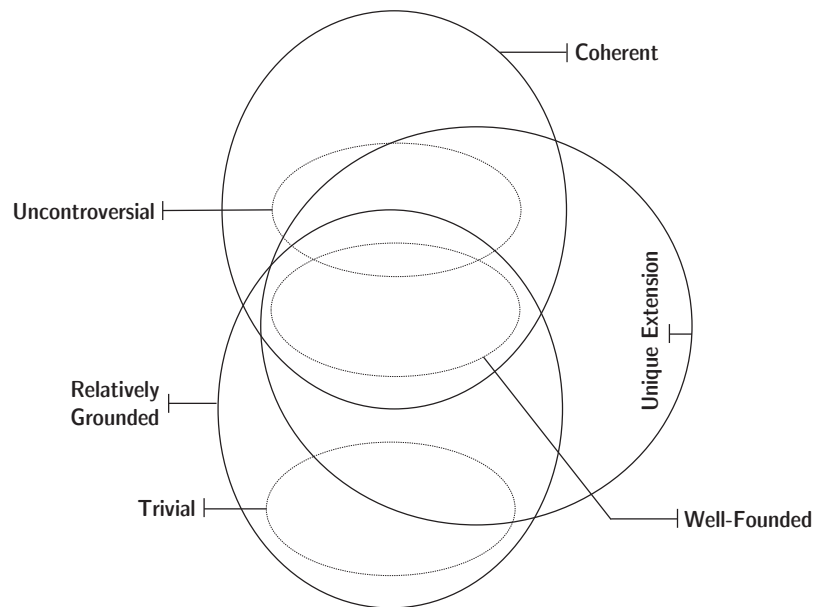 Coherent
Uncontroversial
Unique Extension
Relatively
Grounded
Trivial
Well-Founded